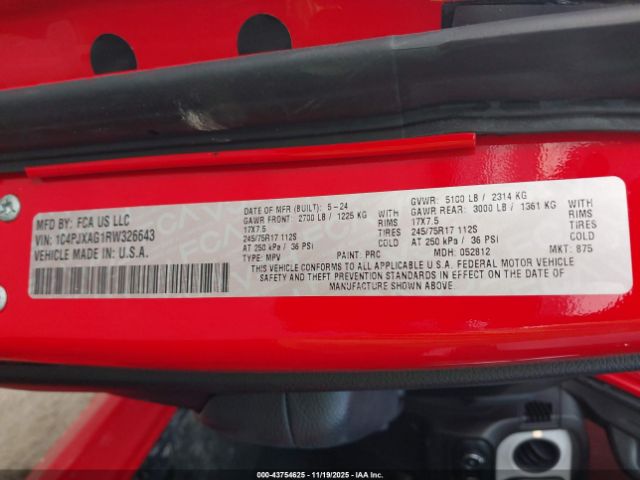 MFD BY: FCA US LLC
VIN: 1C4PJXAG1RW326643
VEHICLE MADE IN: U.S.A.
DATE OF MFR (BUILT): 5-24
GAWR FRONT: 2700 LB / 1225 KG WITH
17X7.5 RIMS
245/75R17 112S TIRES
AT 250 kPa/ 36 PSI COLD
TYPE: MPV PAINT: PRC
GVWR: 5100 LB / 2314 KG
GAWR REAR: 3000 LB / 1361 KG WITH
17X7.5 RIMS
245/75R17 112S TIRES
AT 250 kPa/ 36 PSI COLD
MDH: 052812 MKT: 875
THIS VEHICLE CONFORMS TO ALL APPLICABLE U.S.A. FEDERAL MOTOR VEHICLE
SAFETY AND THEFT PREVENTION STANDARDS IN EFFECT ON THE DATE OF
MANUFACTURE SHOWN ABOVE.
000-43754625 - 11/19/2025 - IAAI.COM